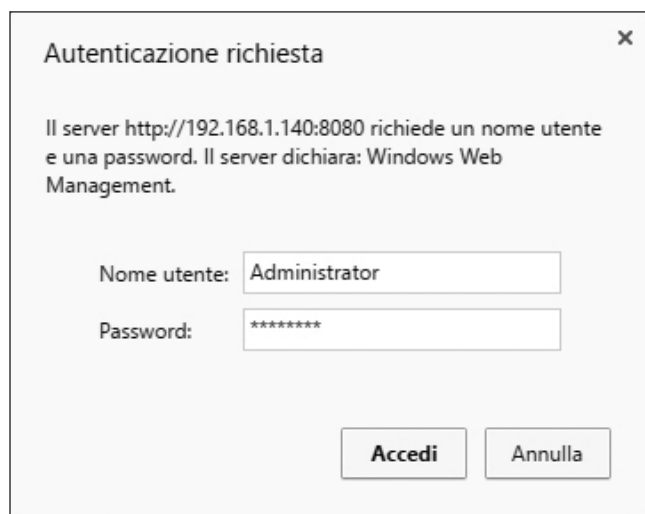 Autenticazione richiesta
Il server http://192.168.1.140:8080 richiede un nome utente
e una password. Il server dichiara: Windows Web
Management.
Nome utente: Administrator
Password: ********
Accedi Annulla